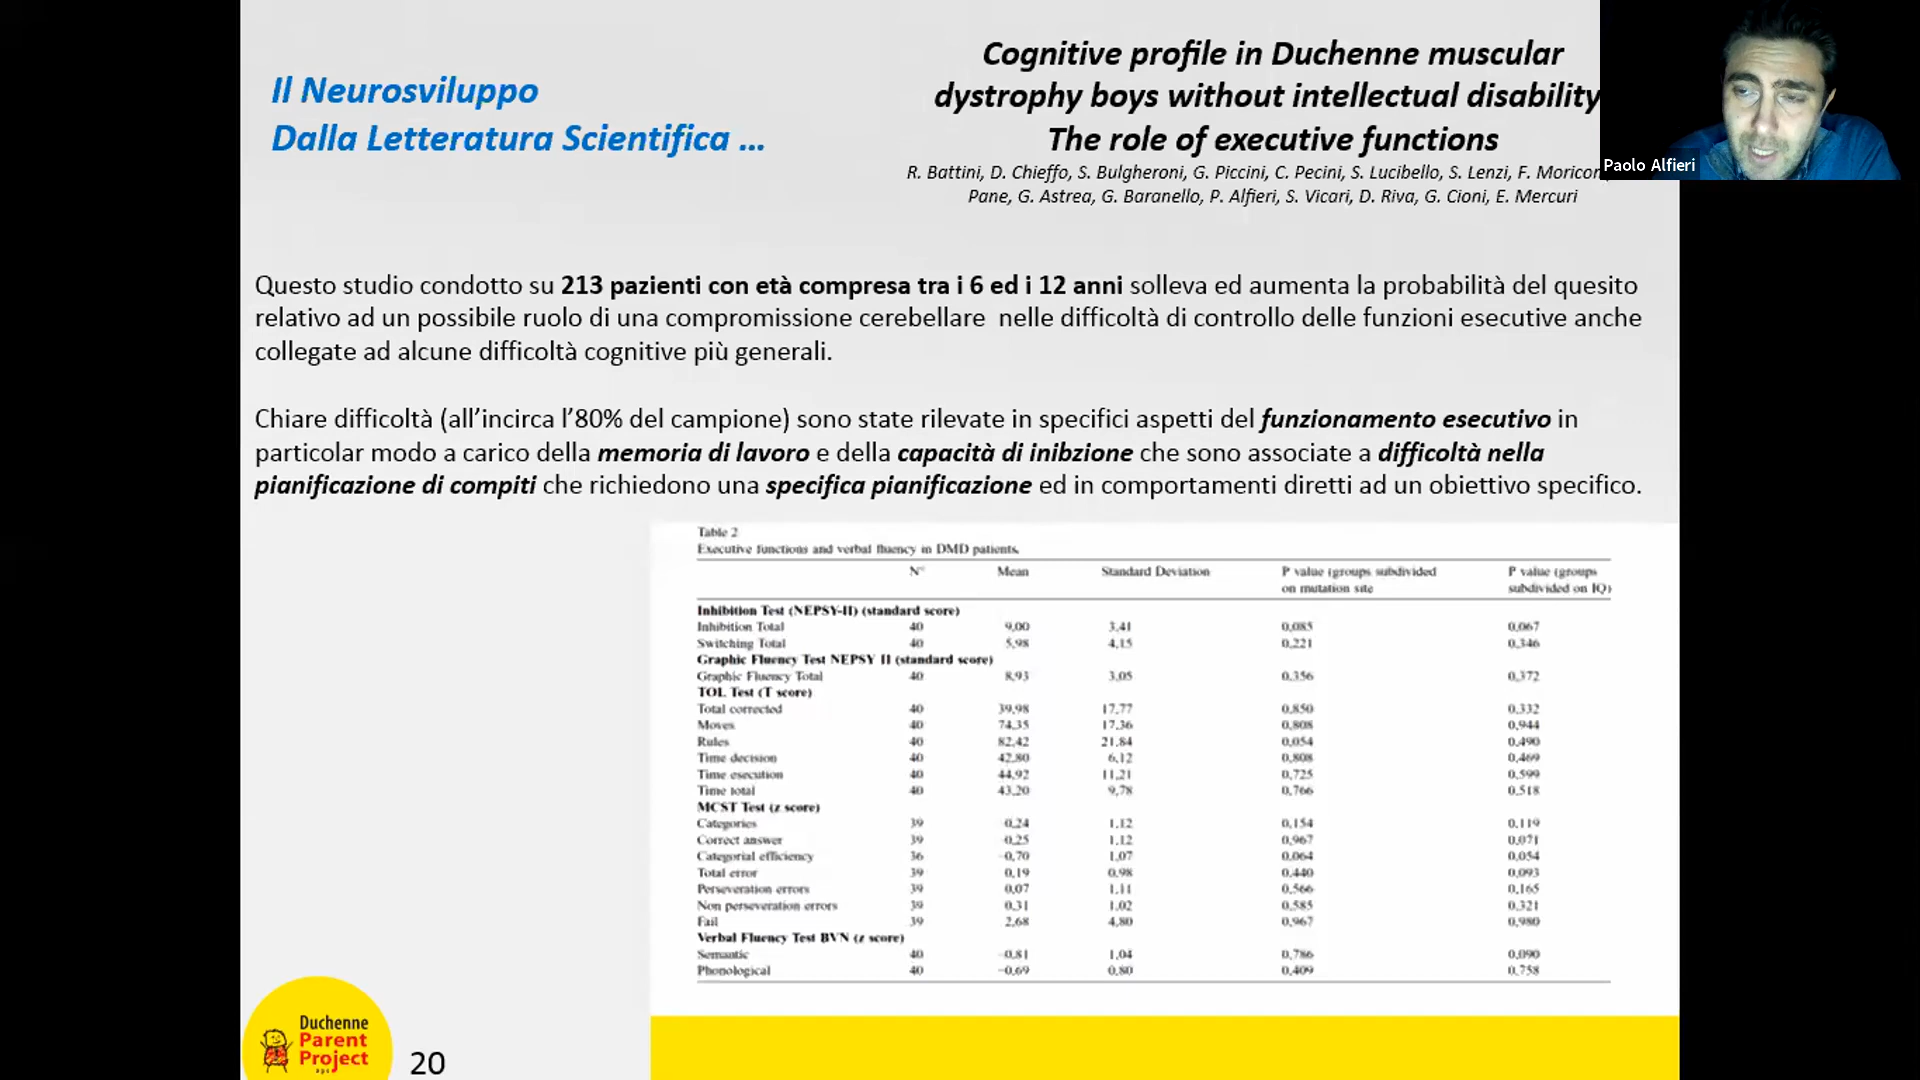 Il Neurosviluppo
Dalla Letteratura Scientifica ...
Cognitive profile in Duchenne muscular
dystrophy boys without intellectual disability
The role of executive functions
R. Battini, D. Chieffo, S. Bulgheroni, G. Piccini, C. Pecini, S. Lucibello, S. Lenzi, F. Moricon
Pane, G. Astrea, G. Baranello, P. Alfieri, S. Vicari, D. Riva, G. Cioni, E. Mercuri
Paolo Alfieri
Questo studio condotto su 213 pazienti con età compresa tra i 6 ed i 12 anni solleva ed aumenta la probabilità del quesito
relativo ad un possibile ruolo di una compromissione cerebellare nelle difficoltà di controllo delle funzioni esecutive anche
collegate ad alcune difficoltà cognitive più generali.
Chiare difficoltà (all'incirca l'80% del campione) sono state rilevate in specifici aspetti del funzionamento esecutivo in
particolar modo a carico della memoria di lavoro e della capacità di inibzione che sono associate a difficoltà nella
pianificazione di compiti che richiedono una specifica pianificazione ed in comportamenti diretti ad un obiettivo specifico.
Table 2
Executive functions and verbal fluency in DMD patients.
N° Mean Standard Deviation P value (groups subdivided P value (groups
on mutation site subdivided on IQ)
Inhibition Test (NEPSY-II) (standard score)
Inhibition Total 40 9,00 3,41 0,085 0,067
Switching Total 40 5,98 4,15 0,221 0,346
Graphic Fluency Test NEPSY II (standard score)
Graphic Fluency Total 40 8,93 3,05 0,356 0,372
TOL Test (T score)
Total corrected 40 39,98 17,77 0,850 0,332
Moves 40 74,35 17,36 0,808 0,944
Rules 40 82,42 21,84 0,054 0,490
Time decision 40 42,80 6,12 0,808 0,469
Time esecution 40 44,92 11,21 0,725 0,599
Time total 40 43,20 9,78 0,766 0,518
MCST Test (z score)
Categories 39 0,24 1,12 0,154 0,119
Correct answer 39 0,25 1,12 0,967 0,071
Categorial efficiency 36 -0,70 1,07 0,064 0,054
Total error 39 0,19 0,98 0,440 0,093
Perseveration errors 39 0,07 1,11 0,566 0,165
Non perseveration errors 39 0,31 1,02 0,585 0,321
Fail 39 2,68 4,80 0,967 0,980
Verbal Fluency Test BVN (z score)
Semantic 40 -0,81 1,04 0,786 0,090
Phonological 40 -0,69 0,80 0,409 0,758
Duchenne
Parent
Project
20